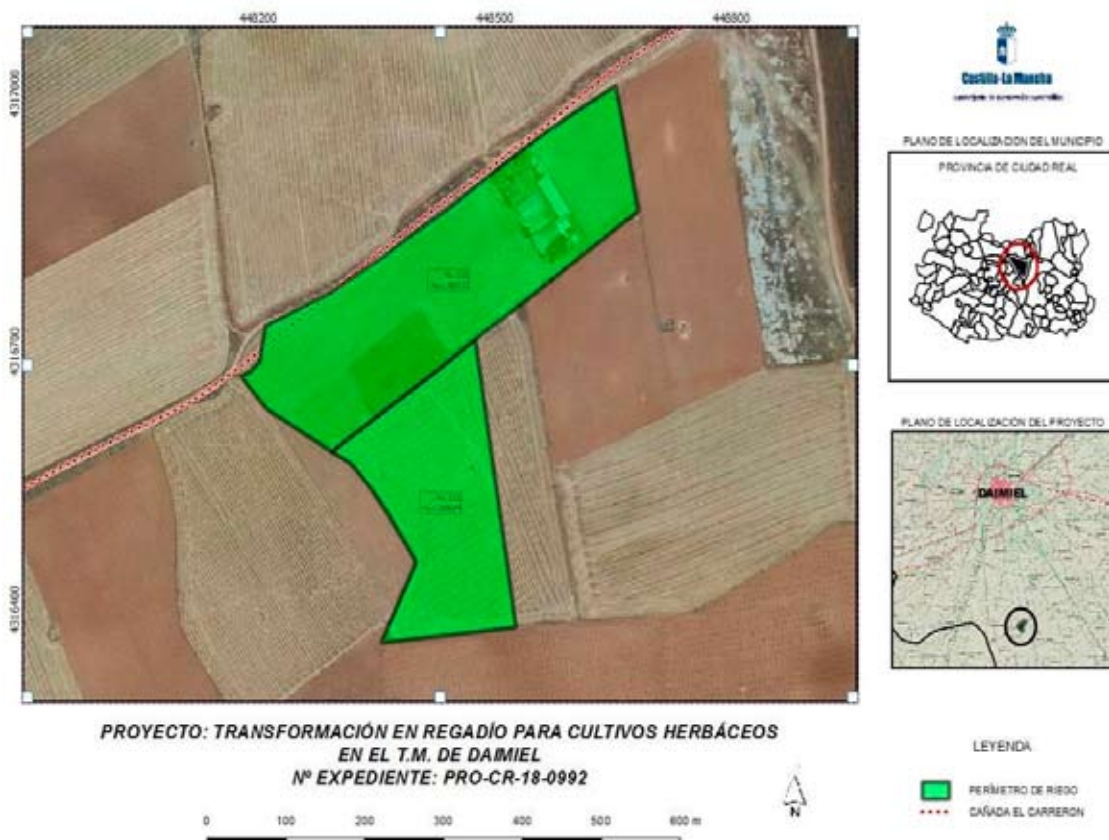 448200
448500
448800
4317000
4316700
4316400
Castilla-La Mancha
PLANO DE LOCALIZACION DEL MUNICIPIO
PROVINCIA DE CIUDAD REAL
PLANO DE LOCALIZACIÓN DEL PROYECTO
DAIMIEL
PROYECTO: TRANSFORMACIÓN EN REGADÍO PARA CULTIVOS HERBÁCEOS
EN EL T.M. DE DAIMIEL
Nº EXPEDIENTE: PRO-CR-18-0992
0 100 200 300 400 600 m
N
LEYENDA
PERÍMETRO DE RIEGO
CAÑADA EL CARRERON